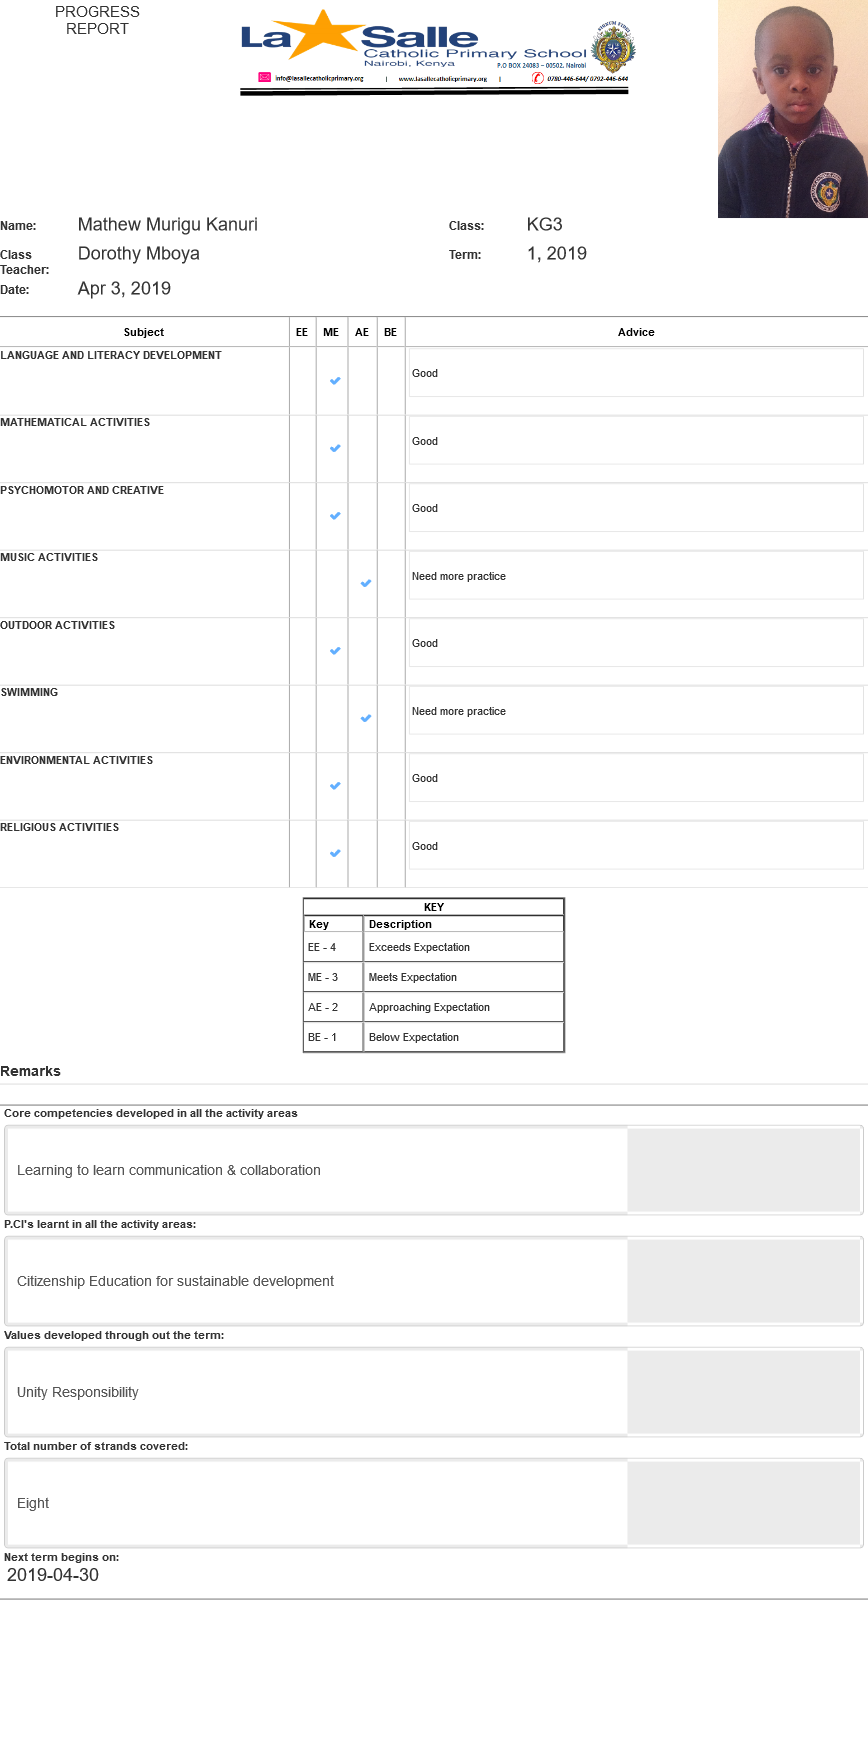 PROGRESS
REPORT
La Salle
Catholic Primary School
Nairobi, Kenya
P.O BOX 24083 – 00502, Nairobi
info@lasallecatholicprimary.org | www.lasallecatholicprimary.org | 0780-446-644/ 0792-446-644
Name: Mathew Murigu Kanuri Class: KG3
Class Teacher: Dorothy Mboya Term: 1, 2019
Date: Apr 3, 2019
Subject EE ME AE BE Advice
LANGUAGE AND LITERACY DEVELOPMENT
Good
MATHEMATICAL ACTIVITIES
Good
PSYCHOMOTOR AND CREATIVE
Good
MUSIC ACTIVITIES
Need more practice
OUTDOOR ACTIVITIES
Good
SWIMMING
Need more practice
ENVIRONMENTAL ACTIVITIES
Good
RELIGIOUS ACTIVITIES
Good
KEY
Key Description
EE - 4 Exceeds Expectation
ME - 3 Meets Expectation
AE - 2 Approaching Expectation
BE - 1 Below Expectation
Remarks
Core competencies developed in all the activity areas
Learning to learn communication & collaboration
P.CI's learnt in all the activity areas:
Citizenship Education for sustainable development
Values developed through out the term:
Unity Responsibility
Total number of strands covered:
Eight
Next term begins on:
2019-04-30